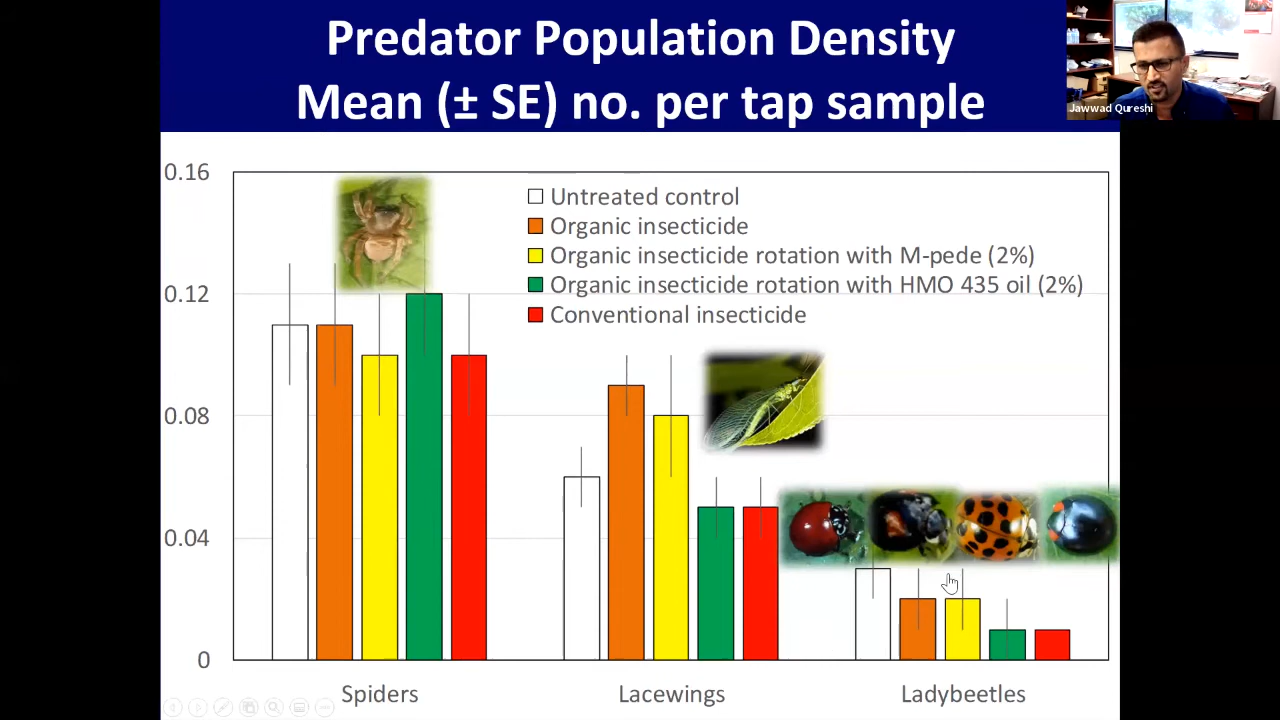 Predator Population Density
Mean (± SE) no. per tap sample
Jawwad Qureshi
0.16
0.12
0.08
0.04
0
Untreated control
Organic insecticide
Organic insecticide rotation with M-pede (2%)
Organic insecticide rotation with HMO 435 oil (2%)
Conventional insecticide
Spiders
Lacewings
Ladybeetles